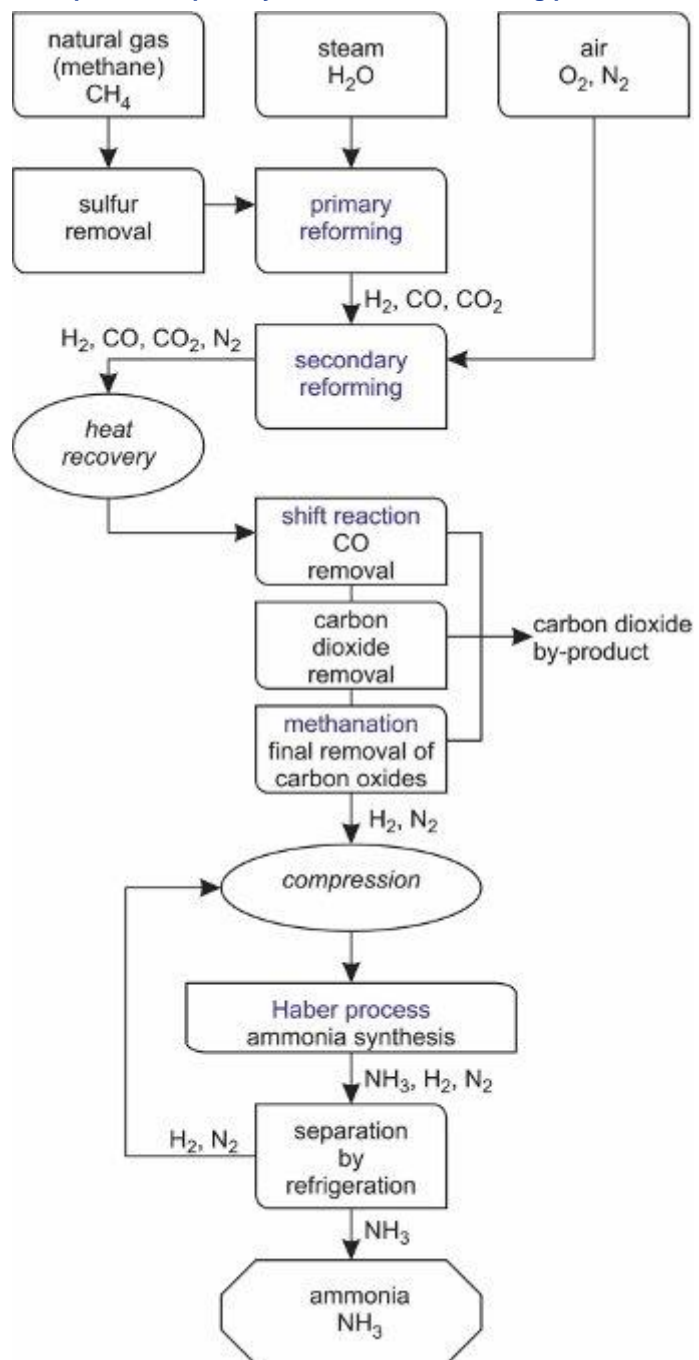 natural gas
(methane)
CH₄
steam
H₂O
air
O₂, N₂
sulfur
removal
primary
reforming
H₂, CO, CO₂
H₂, CO, CO₂, N₂
secondary
reforming
heat
recovery
shift reaction
CO
removal
carbon
dioxide
removal
carbon dioxide
by-product
methanation
final removal of
carbon oxides
H₂, N₂
compression
Haber process
ammonia synthesis
NH₃, H₂, N₂
H₂, N₂
separation
by
refrigeration
NH₃
ammonia
NH₃